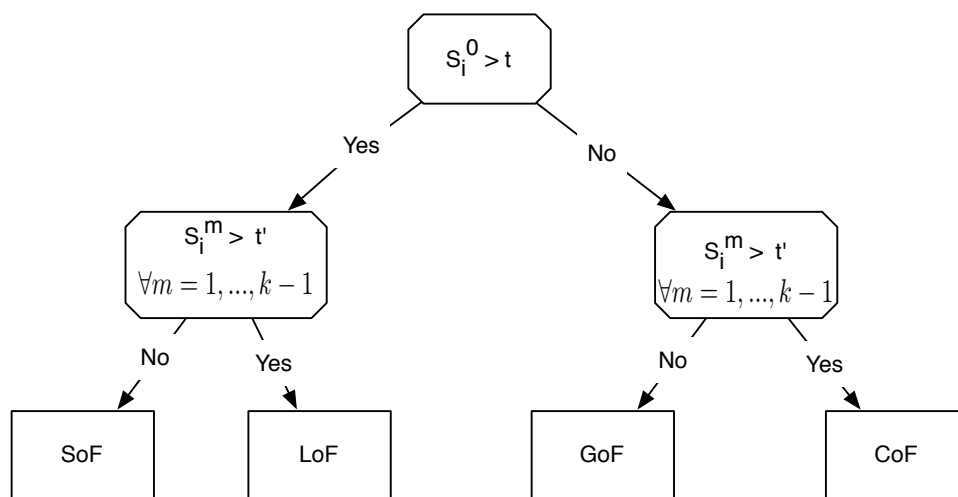 S_i^0 > t
Yes
No
S_i^m > t'
∀m = 1, ..., k − 1
S_i^m > t'
∀m = 1, ..., k − 1
No
Yes
No
Yes
SoF
LoF
GoF
CoF